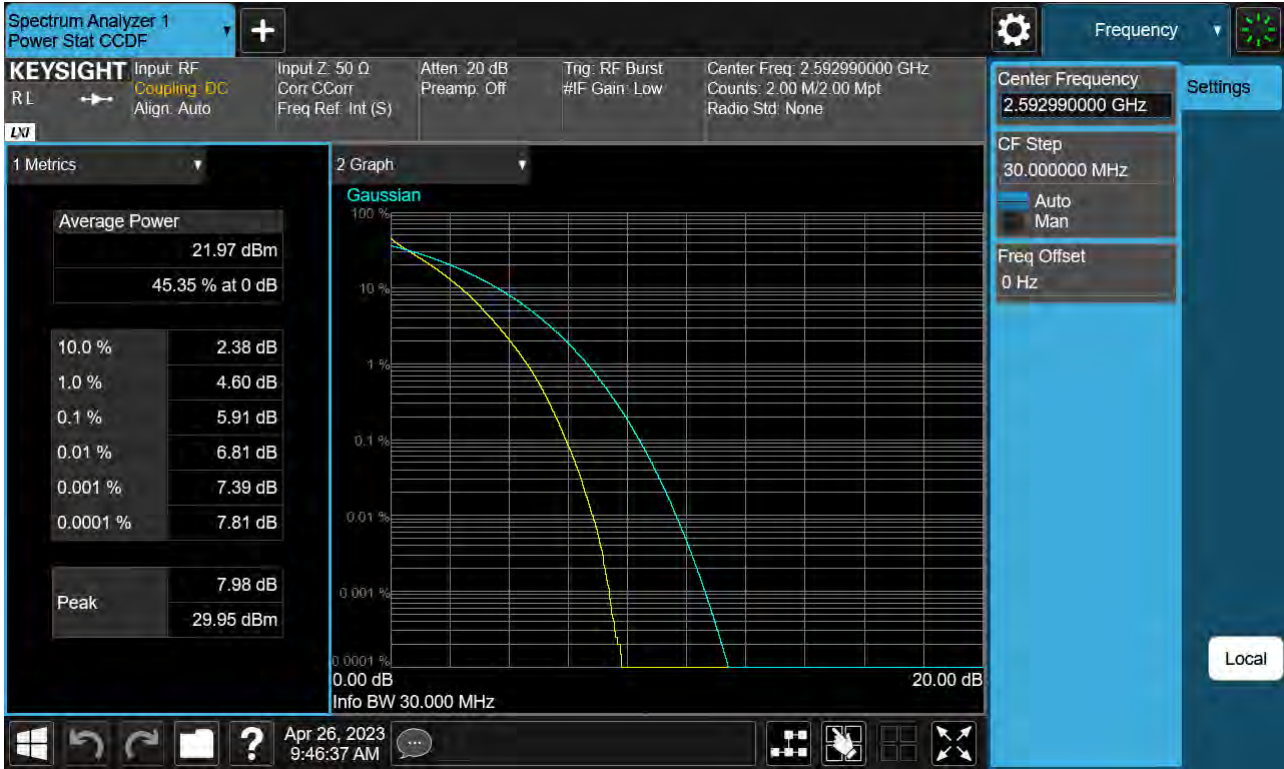 Spectrum Analyzer 1
Power Stat CCDF
Frequency
KEYSIGHT
R L
LXI
Input: RF
Coupling: DC
Align: Auto
Input Z: 50 Ω
Corr CCorr
Freq Ref: Int (S)
Atten: 20 dB
Preamp: Off
Trig: RF Burst
#IF Gain: Low
Center Freq: 2.592990000 GHz
Counts: 2.00 M/2.00 Mpt
Radio Std: None
Center Frequency
2.592990000 GHz
Settings
CF Step
30.000000 MHz
Auto
Man
Freq Offset
0 Hz
Local
1 Metrics
Average Power
21.97 dBm
45.35 % at 0 dB
10.0 % 2.38 dB
1.0 % 4.60 dB
0.1 % 5.91 dB
0.01 % 6.81 dB
0.001 % 7.39 dB
0.0001 % 7.81 dB
Peak
7.98 dB
29.95 dBm
2 Graph
Gaussian
100 %
10 %
1 %
0.1 %
0.01 %
0.001 %
0.0001 %
0.00 dB 20.00 dB
Info BW 30.000 MHz
?
Apr 26, 2023
9:46:37 AM